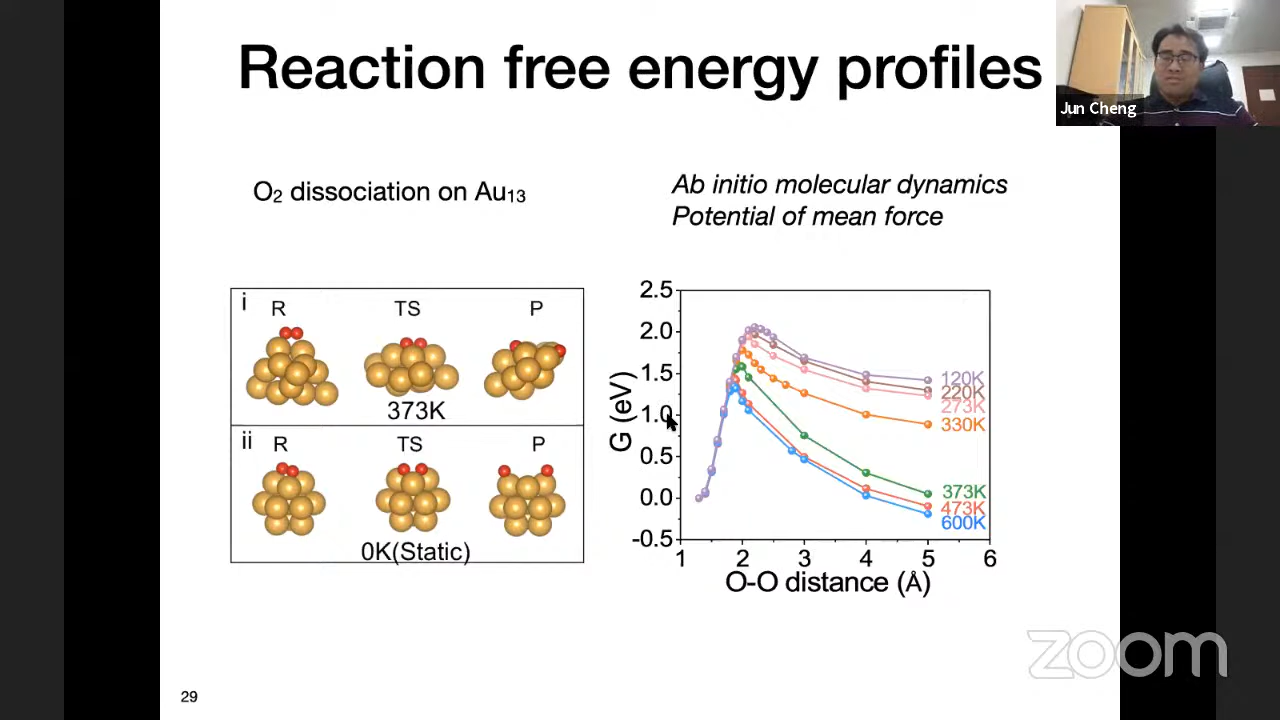 Reaction free energy profiles
Jun Cheng
O₂ dissociation on Au₁₃
Ab initio molecular dynamics
Potential of mean force
i
R TS P
373K
ii
R TS P
0K(Static)
G (eV)
2.5
2.0
1.5
1.0
0.5
0.0
-0.5
120K
220K
273K
330K
373K
473K
600K
1 2 3 4 5 6
O-O distance (Å)
zoom
29